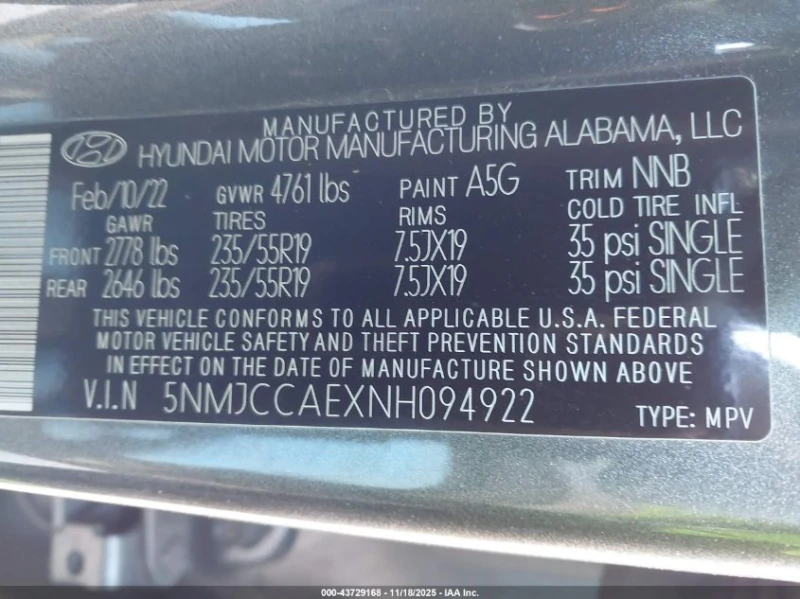 MANUFACTURED BY
HYUNDAI MOTOR MANUFACTURING ALABAMA, LLC
Feb/10/22 GVWR 4761 lbs PAINT A5G TRIM NNB
GAWR TIRES RIMS COLD TIRE INFL
FRONT 2778 lbs 235/55R19 7.5JX19 35 psi SINGLE
REAR 2646 lbs 235/55R19 7.5JX19 35 psi SINGLE
THIS VEHICLE CONFORMS TO ALL APPLICABLE U.S.A. FEDERAL
MOTOR VEHICLE SAFETY AND THEFT PREVENTION STANDARDS
IN EFFECT ON THE DATE OF MANUFACTURE SHOWN ABOVE.
V.I.N 5NMJCCAEXNH094922 TYPE: MPV
000-43729168 - 11/18/2025 - IAA Inc.